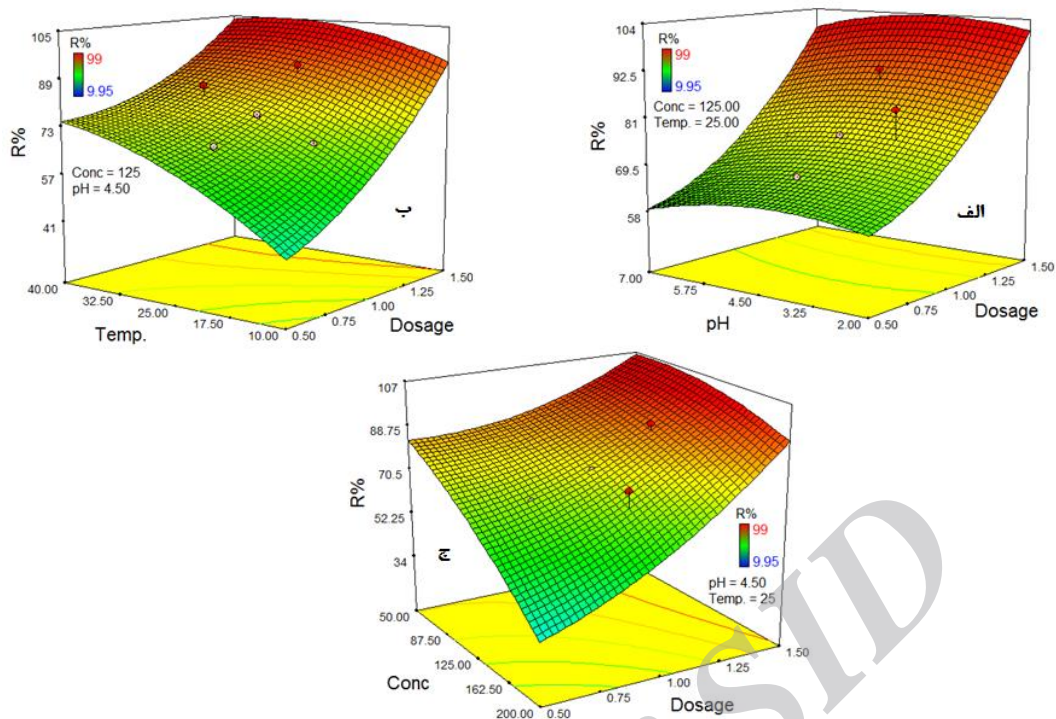 105
89
73
57
41
R%
R%
99
9.95
Conc = 125
pH = 4.50
ب
40.00
32.50
25.00
17.50
10.00
Temp.
0.50
0.75
1.00
1.25
1.50
Dosage
104
92.5
81
69.5
58
R%
R%
99
9.95
Conc = 125.00
Temp. = 25.00
الف
7.00
5.75
4.50
3.25
2.00
pH
0.50
0.75
1.00
1.25
1.50
Dosage
107
88.75
70.5
52.25
34
R%
ج
R%
99
9.95
pH = 4.50
Temp. = 25
50.00
87.50
125.00
162.50
200.00
Conc
0.50
0.75
1.00
1.25
1.50
Dosage
SID